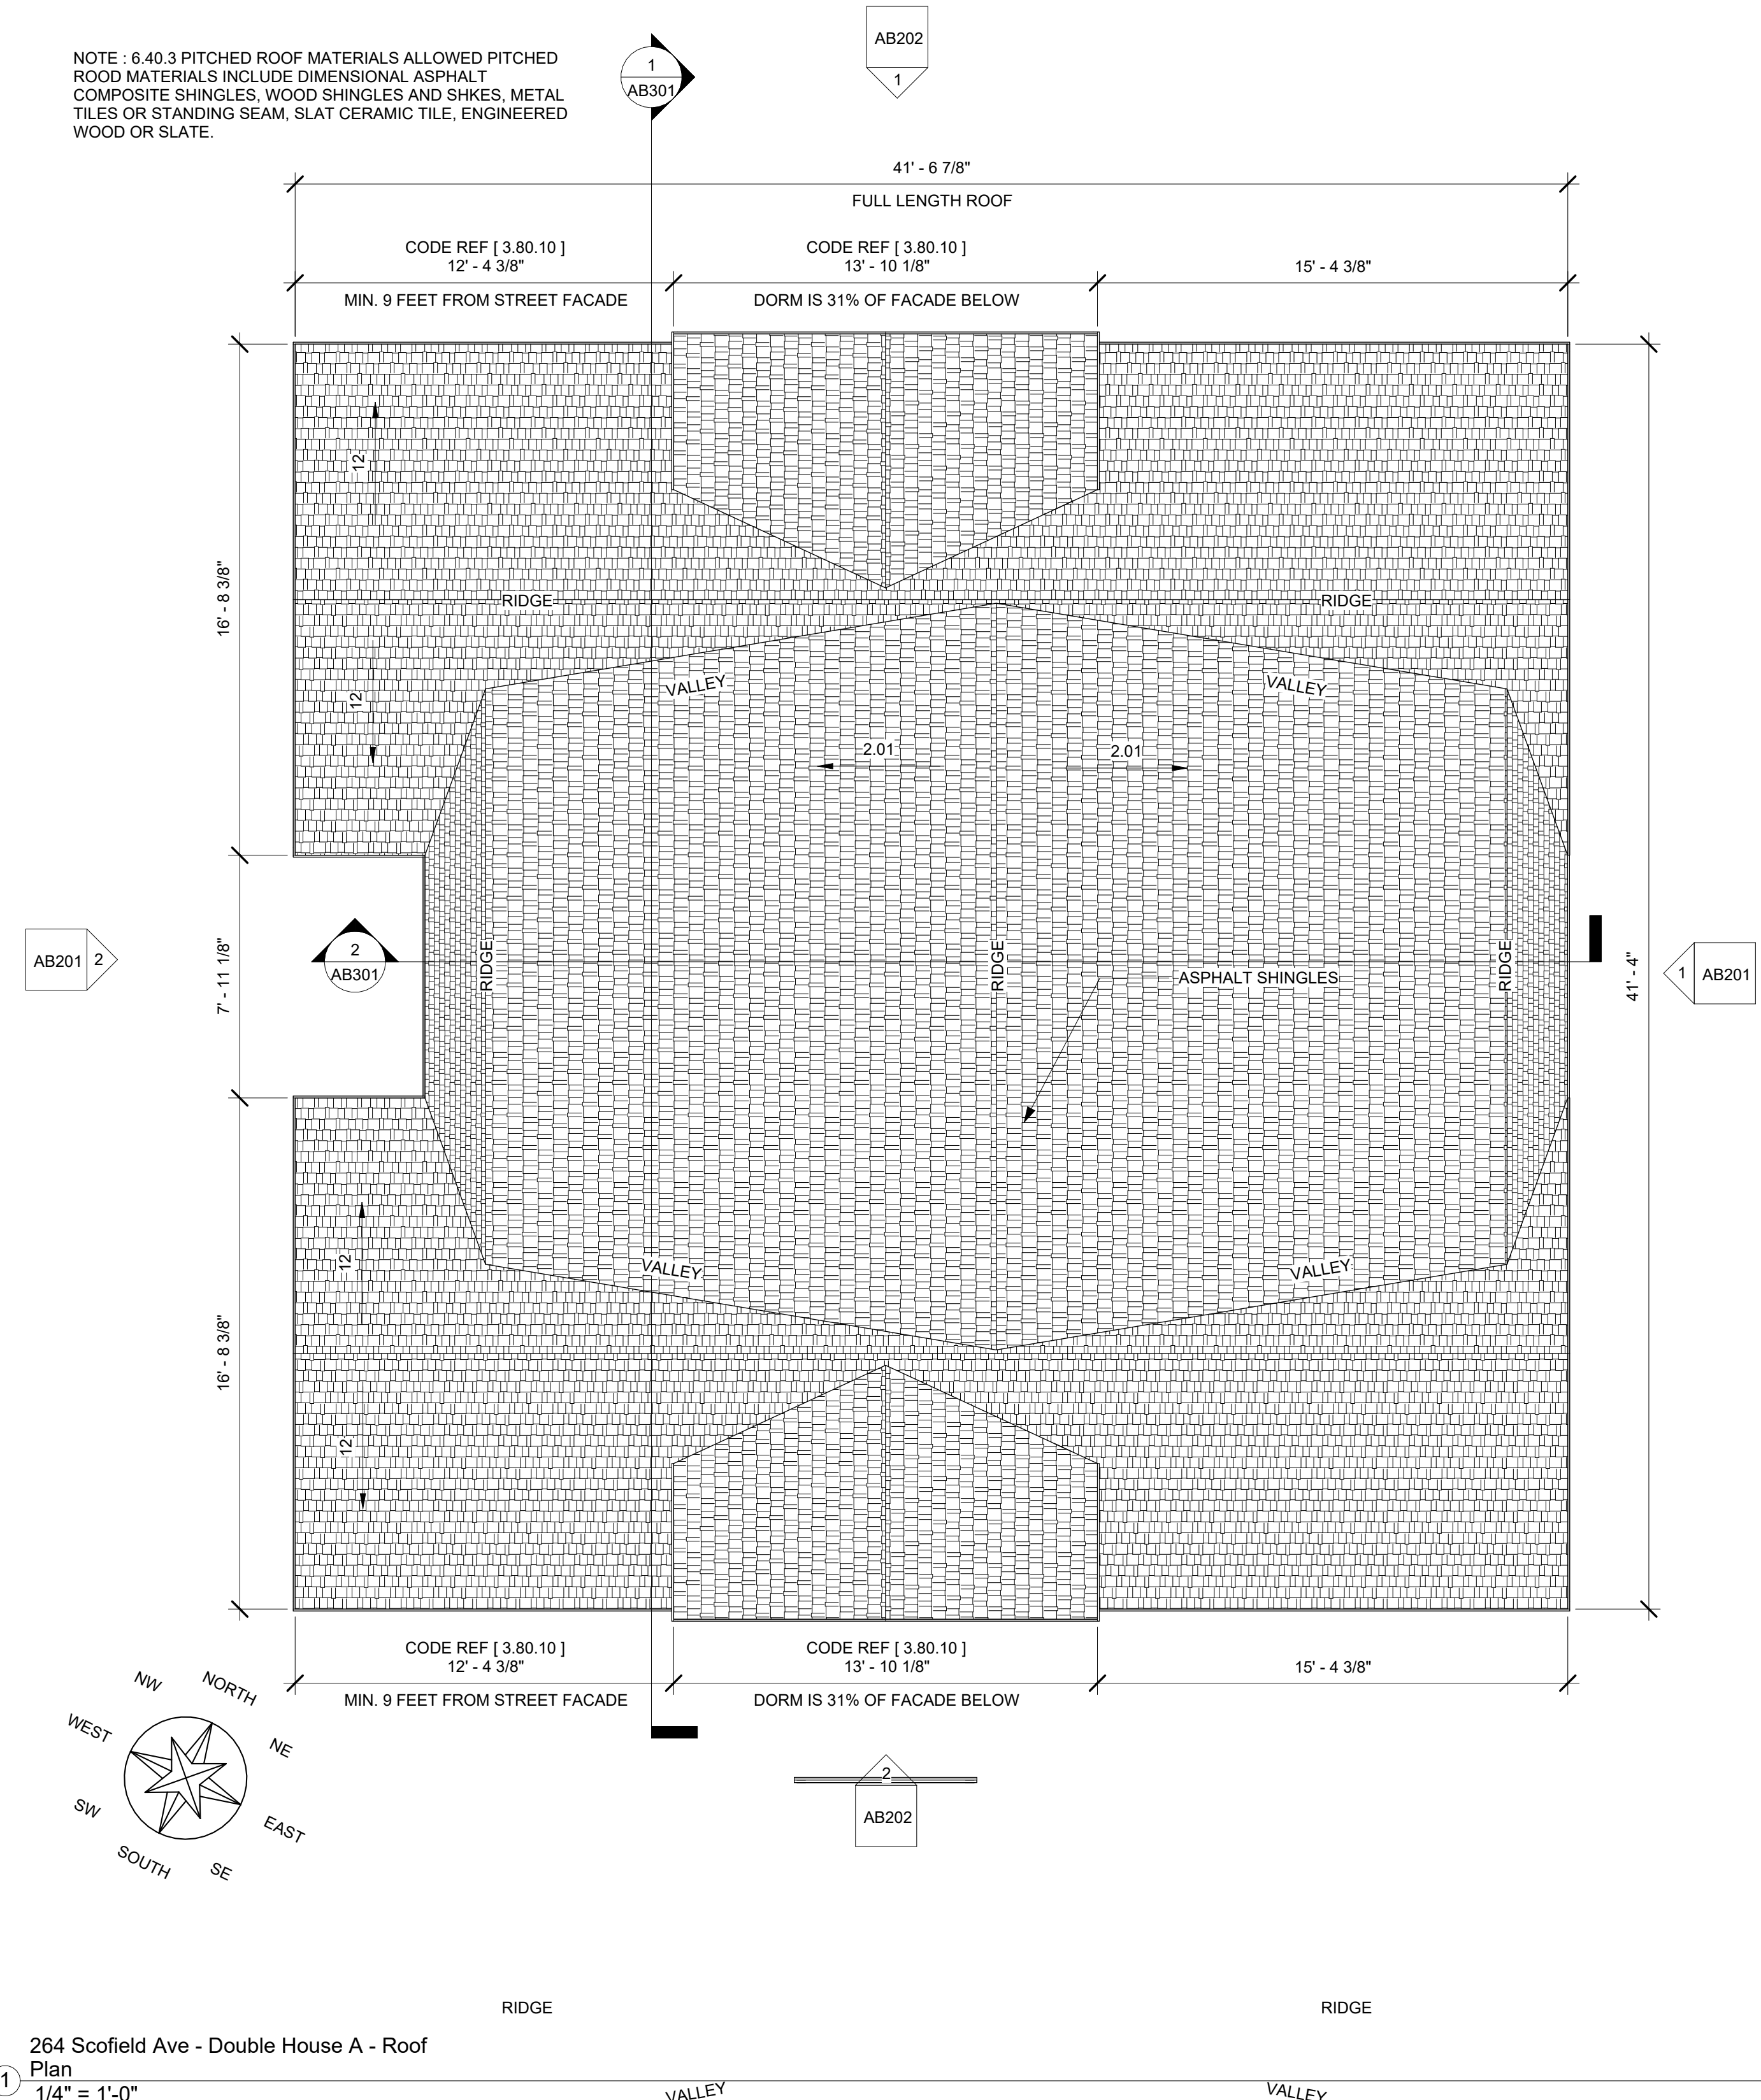 AB202
1
1
AB301
NOTE : 6.40.3 PITCHED ROOF MATERIALS ALLOWED PITCHED
ROOD MATERIALS INCLUDE DIMENSIONAL ASPHALT
COMPOSITE SHINGLES, WOOD SHINGLES AND SHKES, METAL
TILES OR STANDING SEAM, SLAT CERAMIC TILE, ENGINEERED
WOOD OR SLATE.
41' - 6 7/8"
FULL LENGTH ROOF
CODE REF [ 3.80.10 ]
12' - 4 3/8"
MIN. 9 FEET FROM STREET FACADE
CODE REF [ 3.80.10 ]
13' - 10 1/8"
DORM IS 31% OF FACADE BELOW
15' - 4 3/8"
12
16' - 8 3/8"
RIDGE
RIDGE
12
VALLEY
VALLEY
2.01
2.01
AB201
2
7' - 11 1/8"
2
AB301
RIDGE
RIDGE
RIDGE
ASPHALT SHINGLES
41' - 4"
1
AB201
12
VALLEY
VALLEY
16' - 8 3/8"
12
CODE REF [ 3.80.10 ]
12' - 4 3/8"
MIN. 9 FEET FROM STREET FACADE
CODE REF [ 3.80.10 ]
13' - 10 1/8"
DORM IS 31% OF FACADE BELOW
15' - 4 3/8"
NW
NORTH
WEST
NE
SW
EAST
SOUTH
SE
2
AB202
RIDGE
RIDGE
264 Scofield Ave - Double House A - Roof
Plan
1
1/4" = 1'-0"
VALLEY
VALLEY